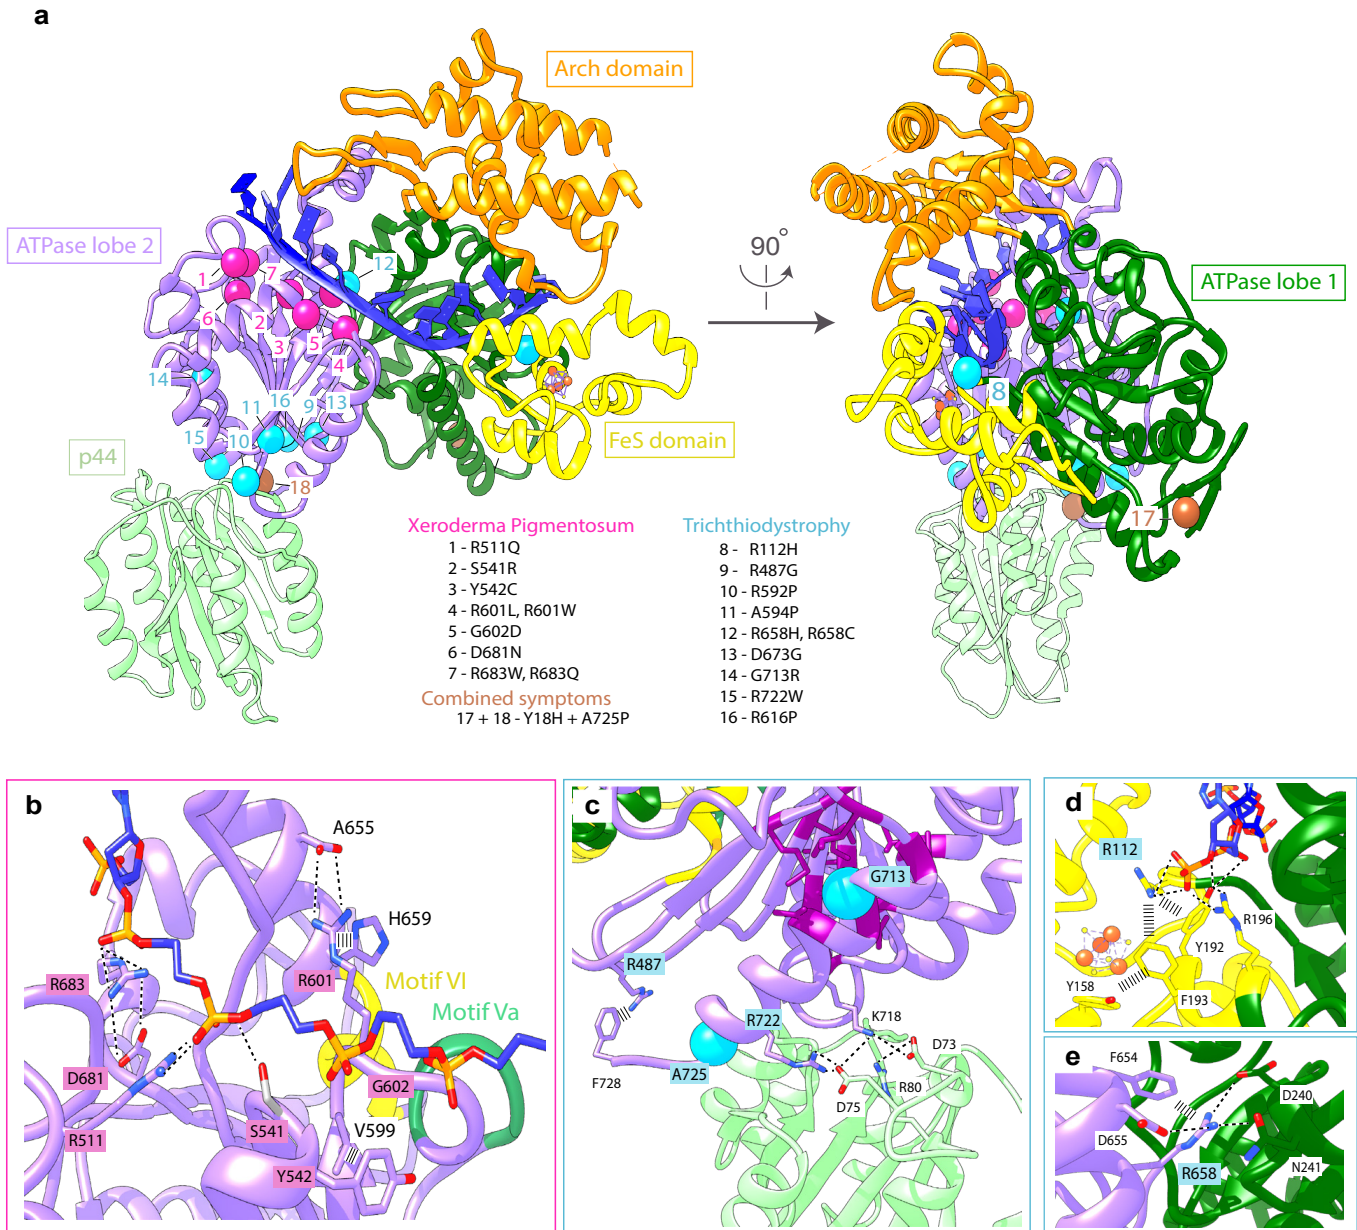 a
Arch domain
ATPase lobe 2
ATPase lobe 1
FeS domain
p44
90°
1
7
12
6
2
3
5
4
14
16
11
9
13
15
10
18
8
17
Xeroderma Pigmentosum
1 - R511Q
2 - S541R
3 - Y542C
4 - R601L, R601W
5 - G602D
6 - D681N
7 - R683W, R683Q
Combined symptoms
17 + 18 - Y18H + A725P
Trichthiodystrophy
8 - R112H
9 - R487G
10 - R592P
11 - A594P
12 - R658H, R658C
13 - D673G
14 - G713R
15 - R722W
16 - R616P
b
A655
H659
R683
R601
Motif VI
Motif Va
D681
G602
R511
S541
V599
Y542
c
G713
R487
R722
K718
D73
A725
F728
R80
D75
d
R112
R196
Y192
Y158
F193
e
F654
D240
D655
R658
N241